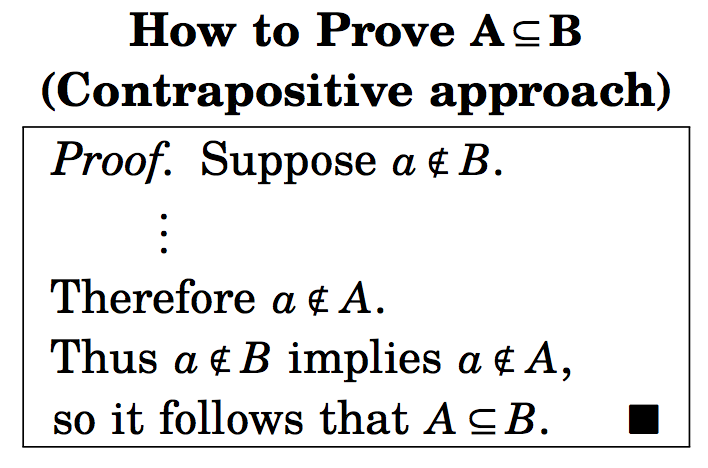 How to Prove A ⊆ B
(Contrapositive approach)
Proof. Suppose a ∉ B.
⋮
Therefore a ∉ A.
Thus a ∉ B implies a ∉ A,
so it follows that A ⊆ B. ■